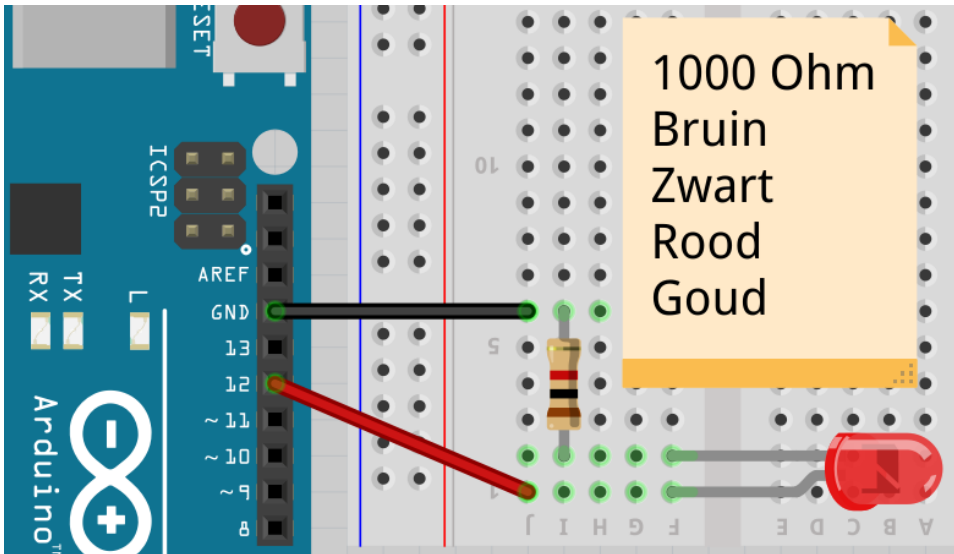 1000 Ohm
Bruin
Zwart
Rood
Goud
RESET
ICSP2
AREF
GND
13
12
~11
~10
~9
8
RX
TX
L
Arduino™
10
5
1
J I H G F E D C B A